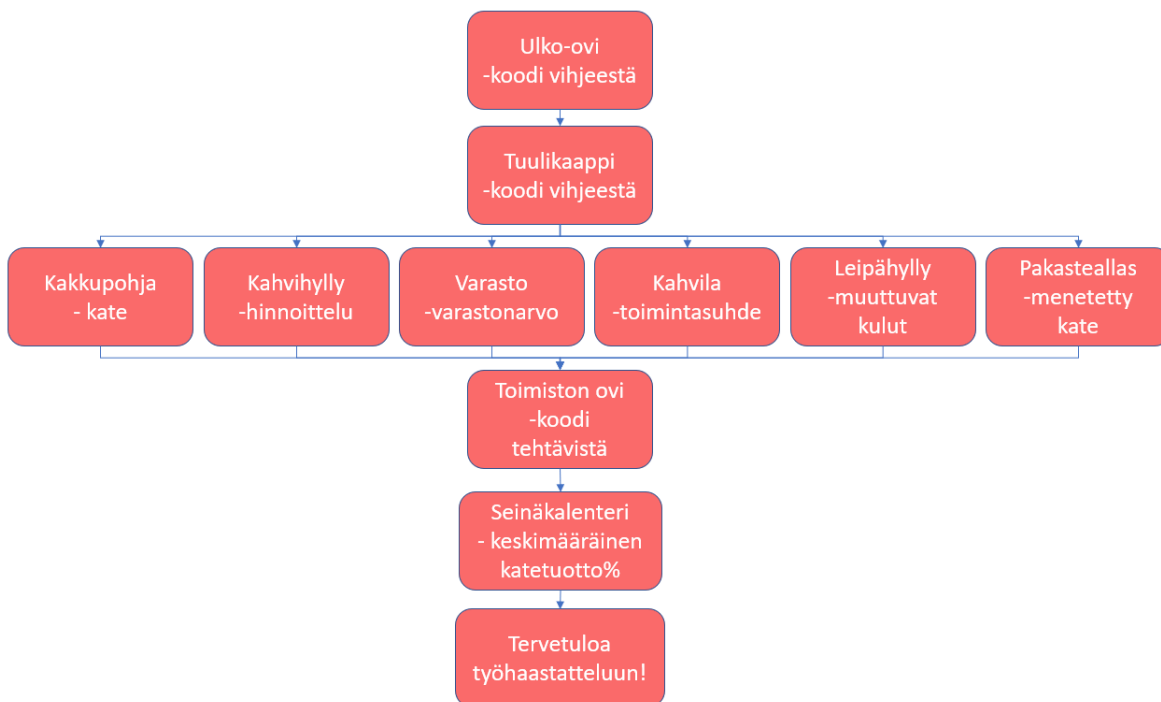 Ulko-ovi
-koodi vihjeestä
Tuulikaappi
-koodi vihjeestä
Kakkupohja
- kate
Kahvihylly
-hinnoittelu
Varasto
-varastonarvo
Kahvila
-toimintasuhde
Leipähylly
-muuttuvat
kulut
Pakasteallas
-menetetty
kate
Toimiston ovi
-koodi
tehtävistä
Seinäkalenteri
- keskimääräinen
katetuotto%
Tervetuloa
työhaastatteluun!